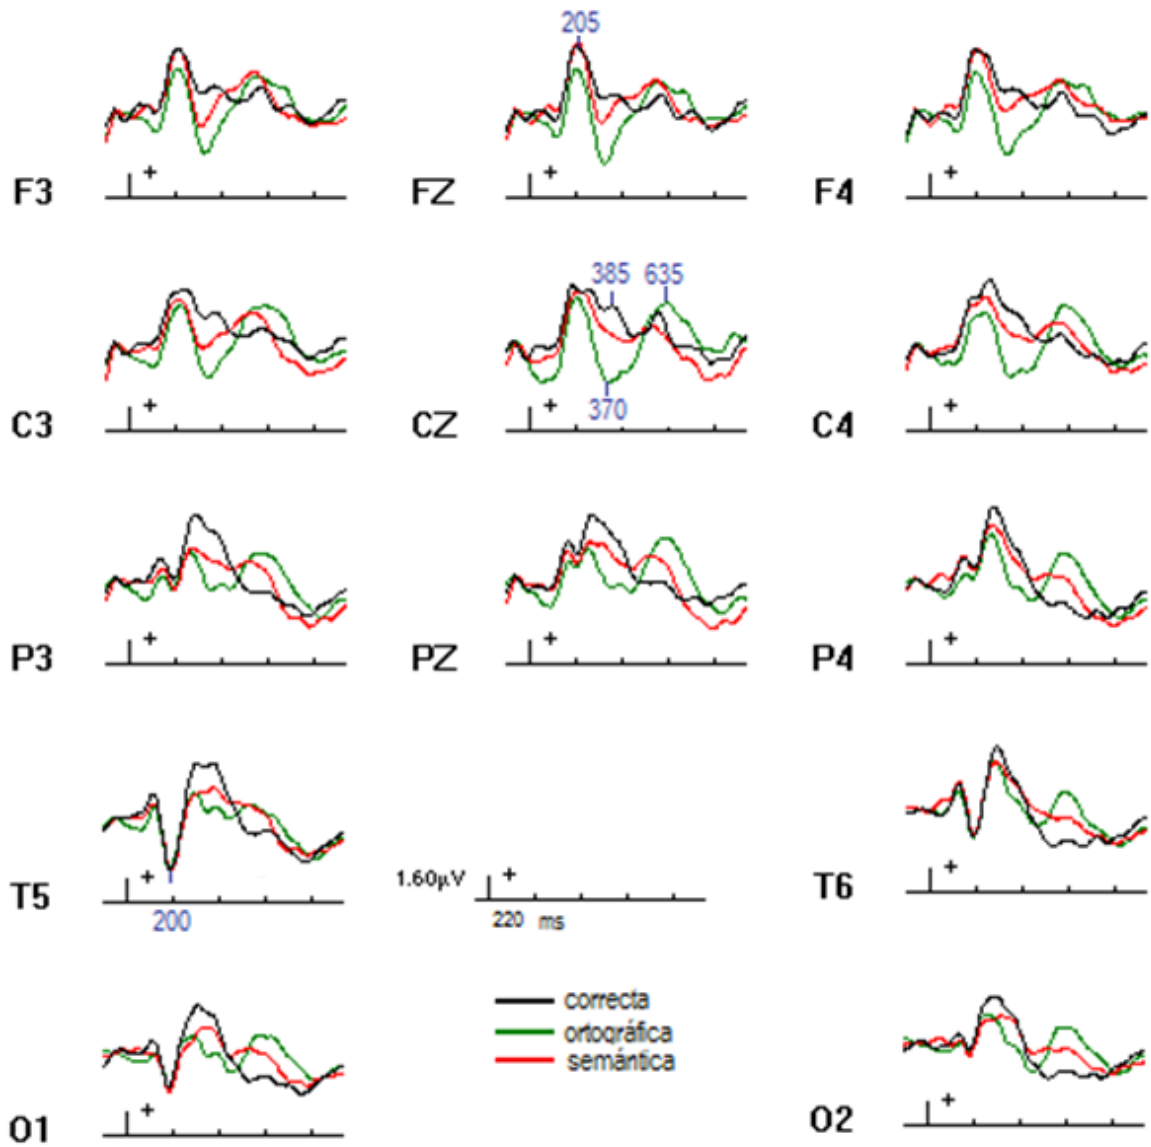 205
+
+
+
F3
FZ
F4
385 635
+
+
+
370
C3
CZ
C4
+
+
+
P3
PZ
P4
+
1.60µV
+
+
T5
T6
200
220 ms
correcta
ortográfica
semántica
+
+
O1
O2